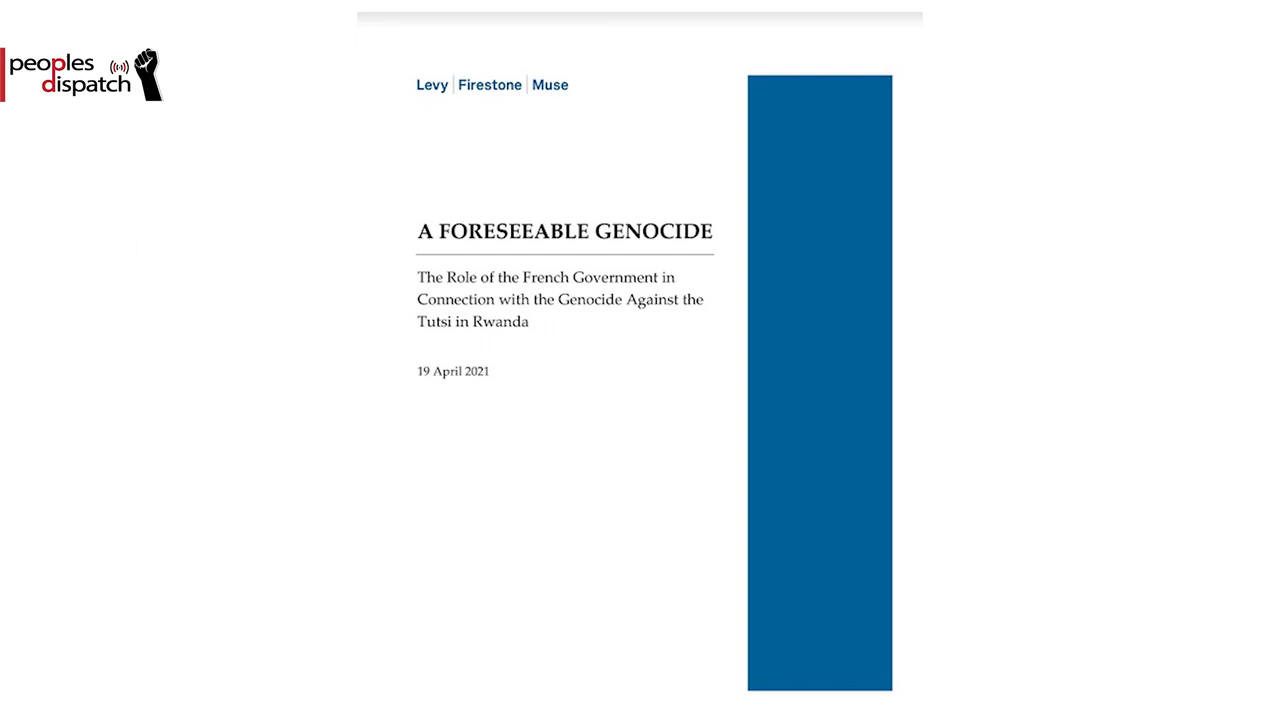 peoples
dispatch
Levy | Firestone | Muse
A FORESEEABLE GENOCIDE
The Role of the French Government in
Connection with the Genocide Against the
Tutsi in Rwanda
19 April 2021